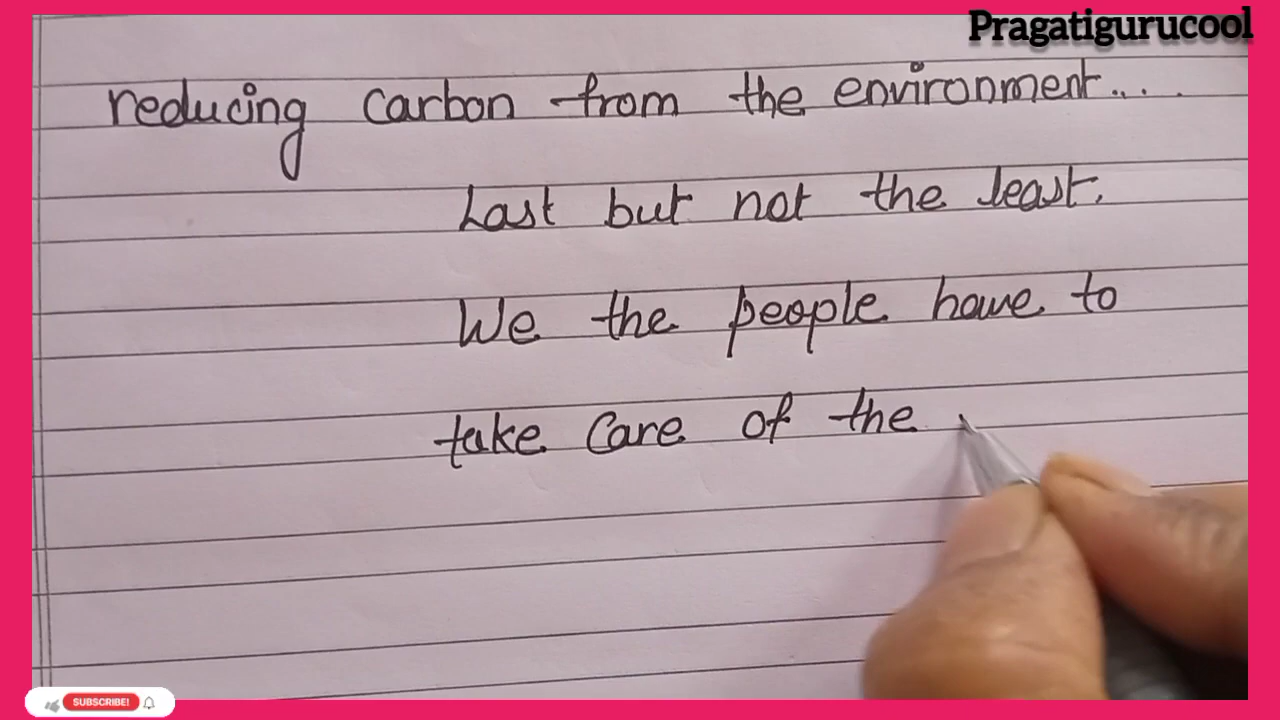 Pragatigurucool
reducing carbon from the environment....
Last but not the least.
We the people have to
take care of the
SUBSCRIBE!